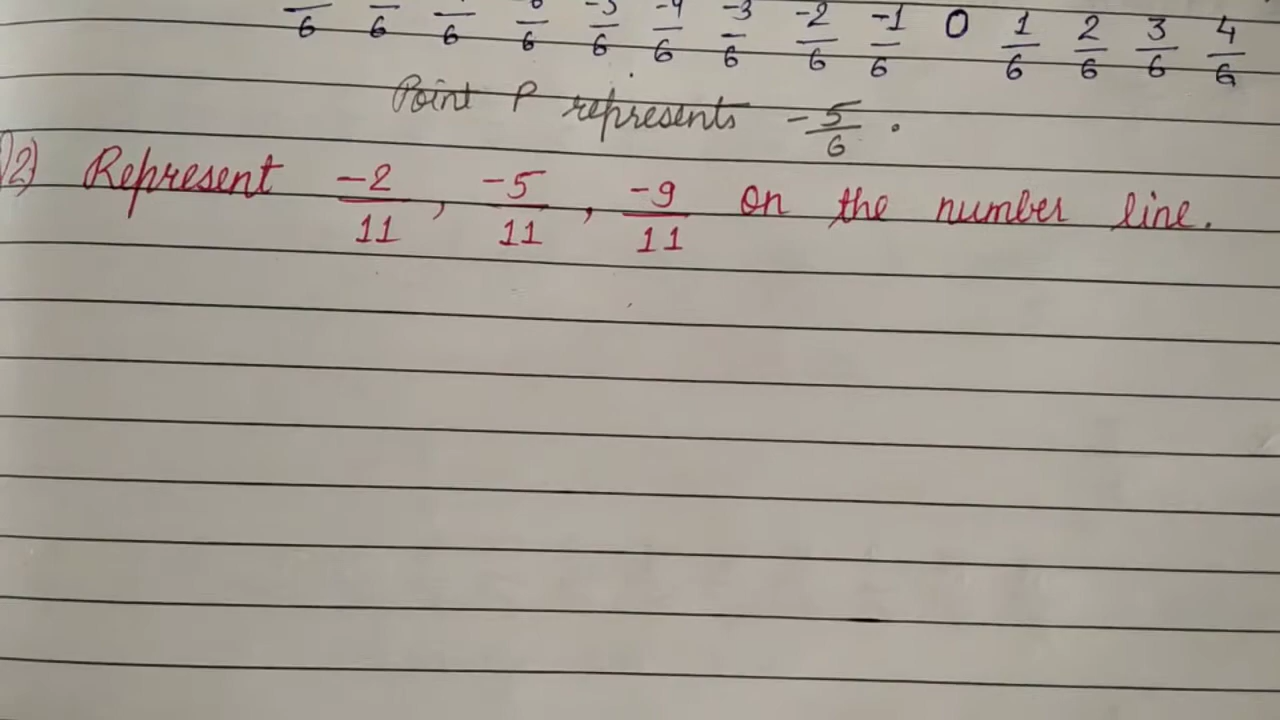 6 6 6 -6/6 -5/6 -4/6 -3/6 -2/6 -1/6 0 1/6 2/6 3/6 4/6
Point P represents -5/6 .
2) Represent -2/11 , -5/11 , -9/11 on the number line.